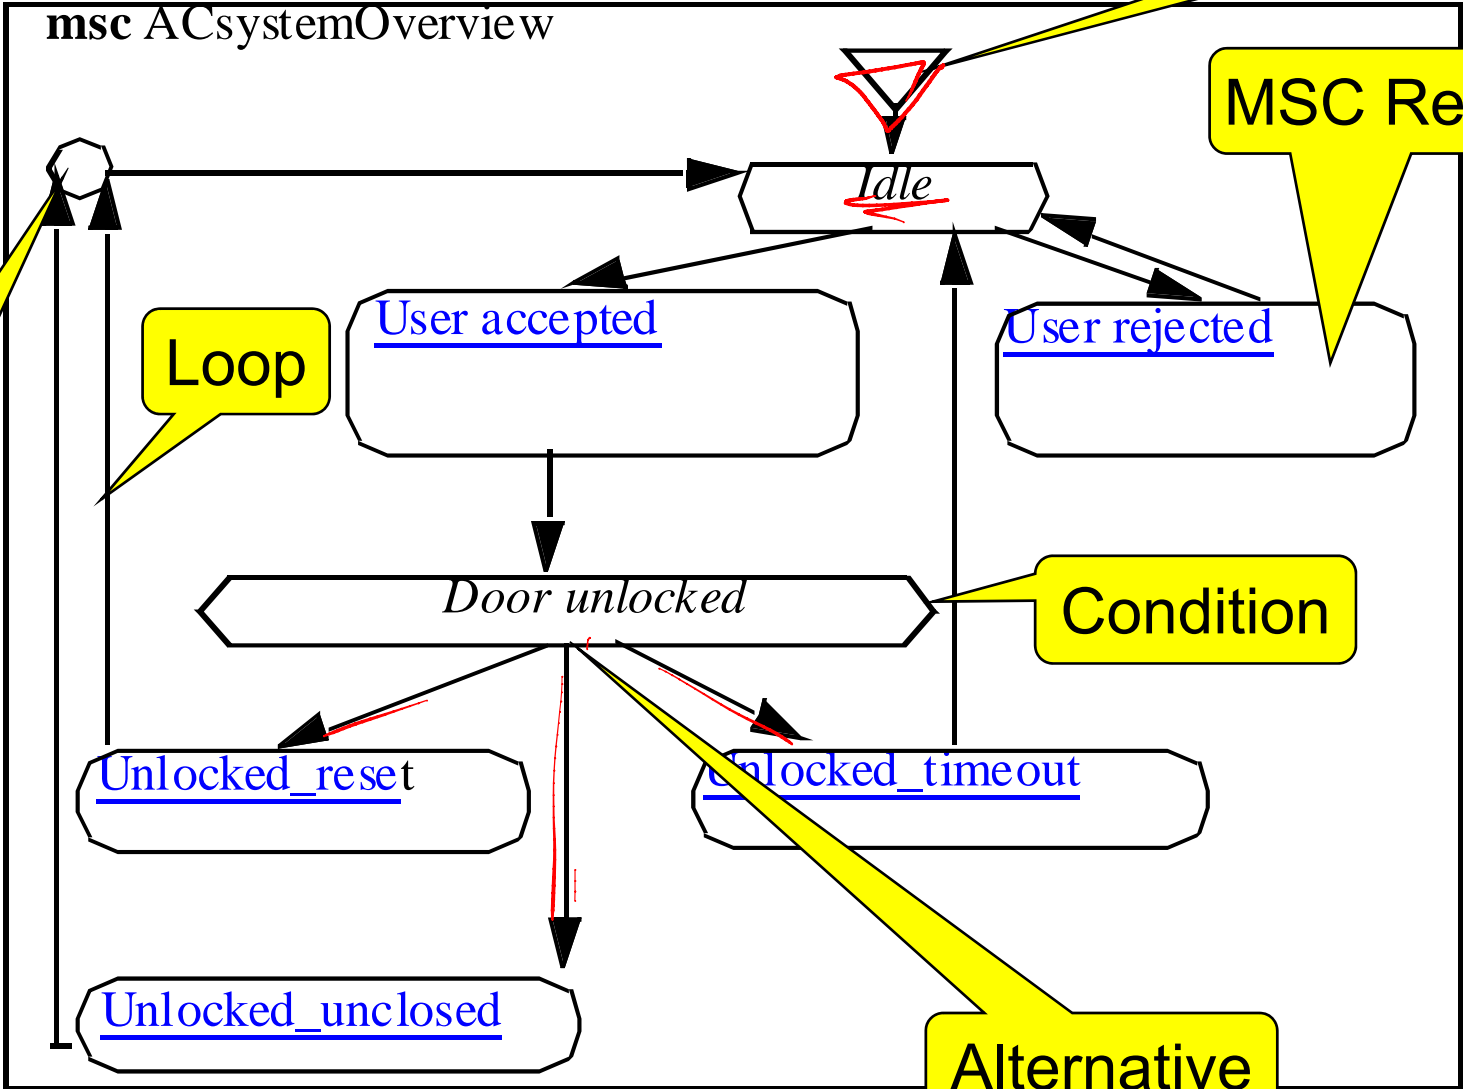 msc ACsystemOverview
MSC Re
Idle
User accepted
User rejected
Loop
Door unlocked
Condition
Unlocked_reset
Unlocked_timeout
Unlocked_unclosed
Alternative